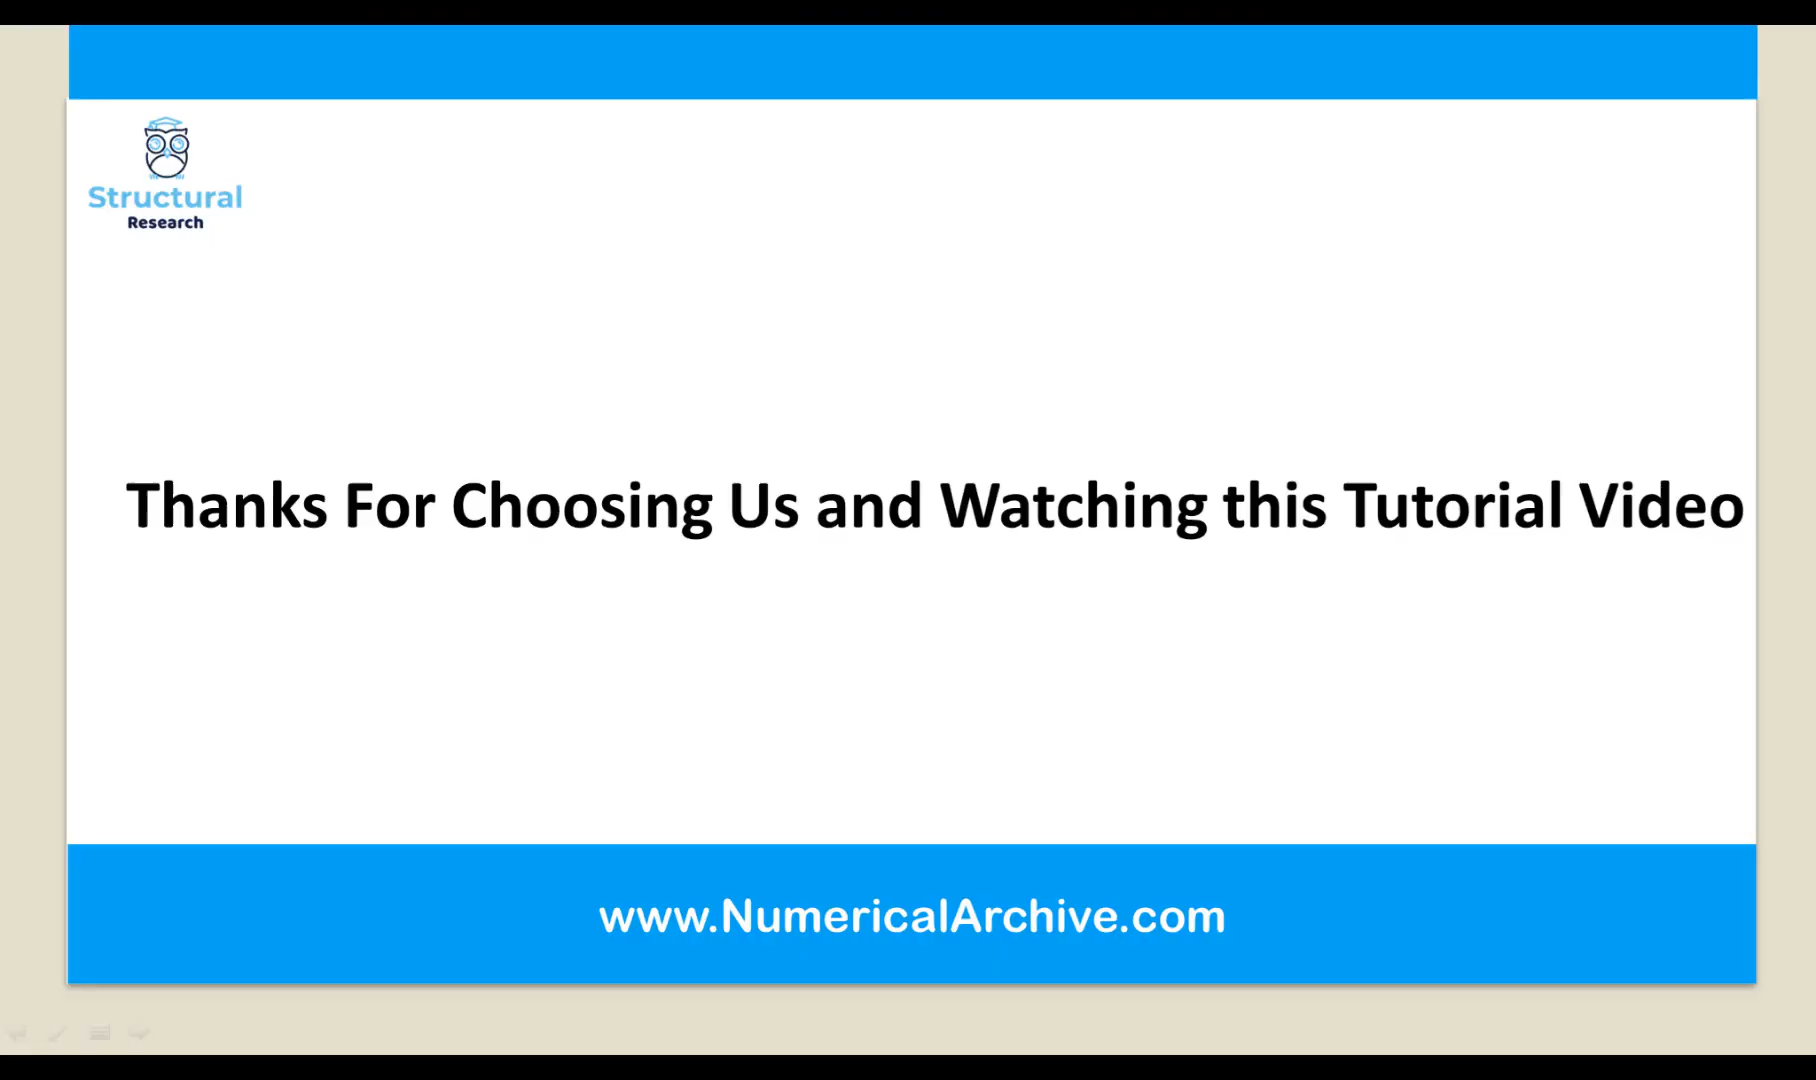 Structural
Research
Thanks For Choosing Us and Watching this Tutorial Video
www.NumericalArchive.com